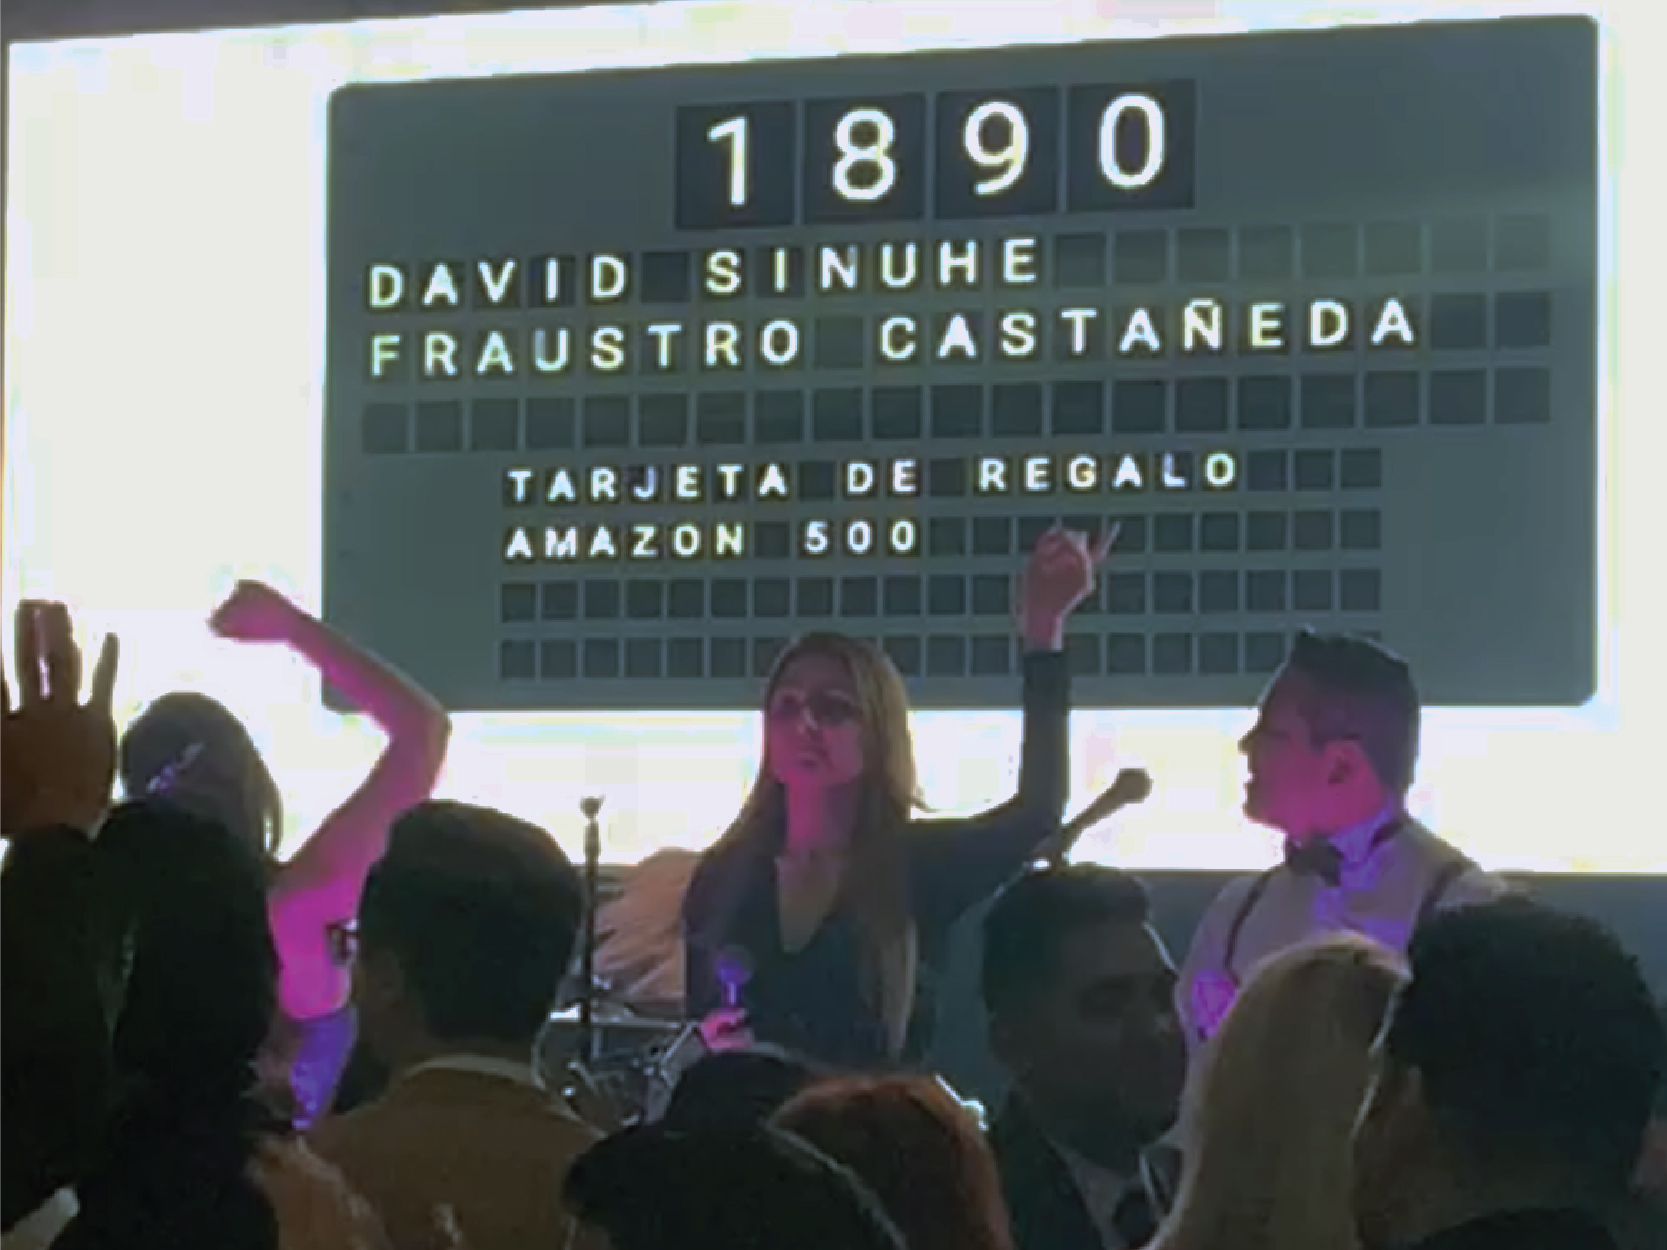 1890
DAVID SINUHE
FRAUSTRO CASTAÑEDA
TARJETA DE REGALO
AMAZON 500